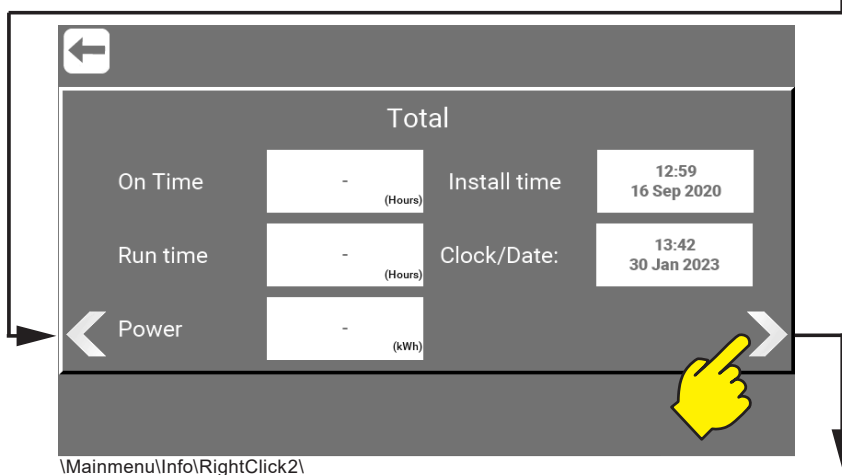 Total
On Time
-
(Hours)
Install time
12:59
16 Sep 2020
Run time
-
(Hours)
Clock/Date:
13:42
30 Jan 2023
Power
-
(kWh)
\Mainmenu\Info\RightClick2\